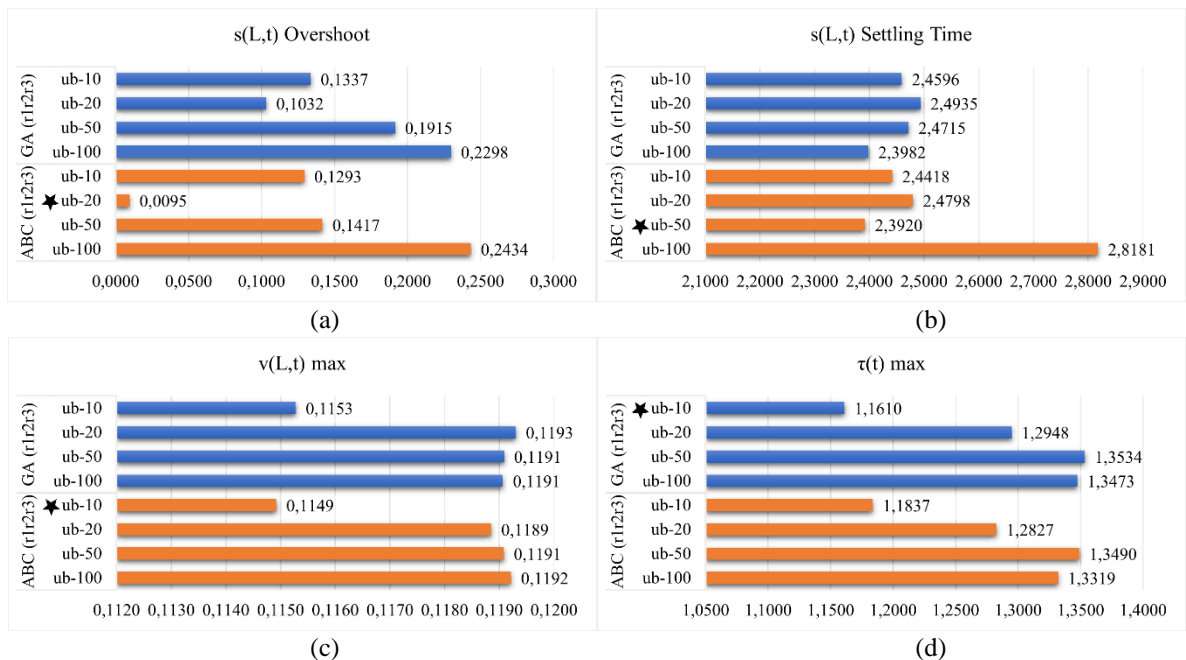 s(L,t) Overshoot
GA (r1r2r3)
ub-10 0,1337
ub-20 0,1032
ub-50 0,1915
ub-100 0,2298
ABC (r1r2r3)
ub-10 0,1293
★ub-20 0,0095
ub-50 0,1417
ub-100 0,2434
0,0000 0,0500 0,1000 0,1500 0,2000 0,2500 0,3000
(a)
s(L,t) Settling Time
GA (r1r2r3)
ub-10 2,4596
ub-20 2,4935
ub-50 2,4715
ub-100 2,3982
ABC (r1r2r3)
ub-10 2,4418
ub-20 2,4798
★ub-50 2,3920
ub-100 2,8181
2,1000 2,2000 2,3000 2,4000 2,5000 2,6000 2,7000 2,8000 2,9000
(b)
v(L,t) max
GA (r1r2r3)
ub-10 0,1153
ub-20 0,1193
ub-50 0,1191
ub-100 0,1191
ABC (r1r2r3)
★ub-10 0,1149
ub-20 0,1189
ub-50 0,1191
ub-100 0,1192
0,1120 0,1130 0,1140 0,1150 0,1160 0,1170 0,1180 0,1190 0,1200
(c)
τ(t) max
GA (r1r2r3)
★ub-10 1,1610
ub-20 1,2948
ub-50 1,3534
ub-100 1,3473
ABC (r1r2r3)
ub-10 1,1837
ub-20 1,2827
ub-50 1,3490
ub-100 1,3319
1,0500 1,1000 1,1500 1,2000 1,2500 1,3000 1,3500 1,4000
(d)